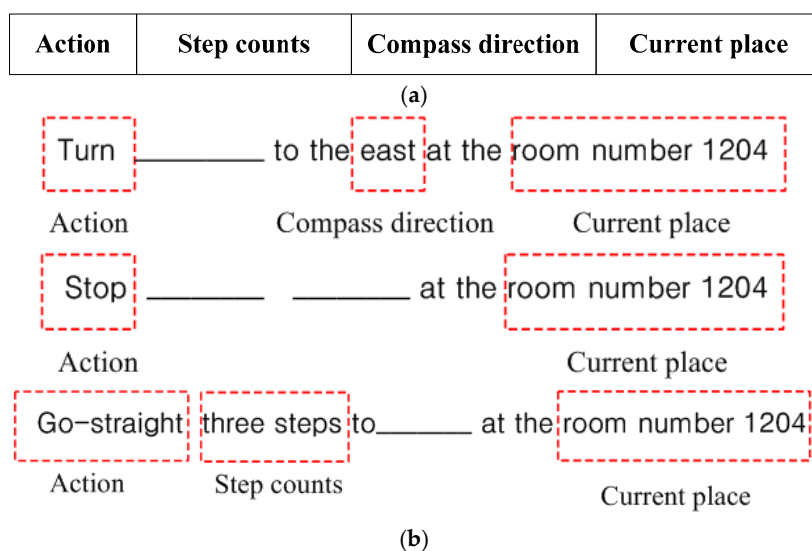 Action Step counts Compass direction Current place
(a)
Turn _________ to the east at the room number 1204
Action Compass direction Current place
Stop ________ ________ at the room number 1204
Action Current place
Go-straight three steps to______ at the room number 1204
Action Step counts Current place
(b)